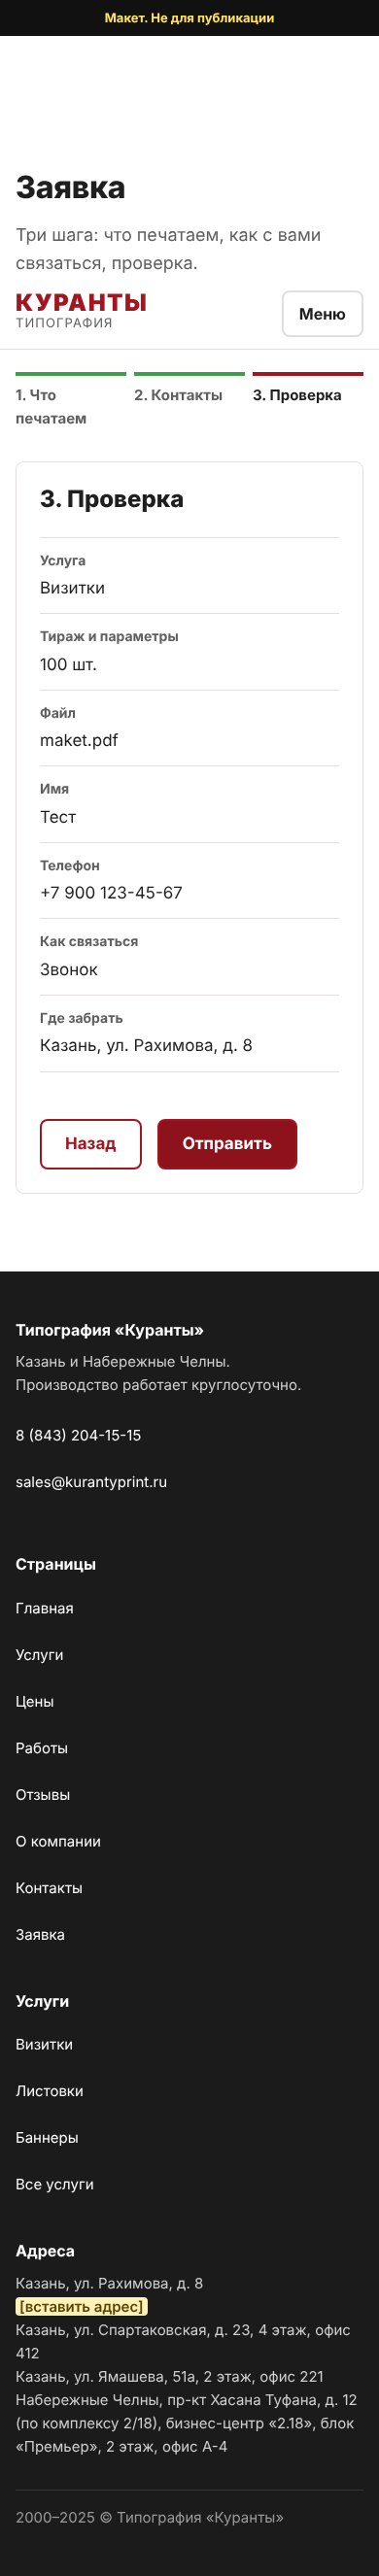 Макет. Не для публикации
Заявка
Три шага: что печатаем, как с вами
связаться, проверка.
КУРАНТЫ
ТИПОГРАФИЯ
Меню
1. Что
печатаем
2. Контакты
3. Проверка
3. Проверка
Услуга
Визитки
Тираж и параметры
100 шт.
Файл
maket.pdf
Имя
Тест
Телефон
+7 900 123-45-67
Как связаться
Звонок
Где забрать
Казань, ул. Рахимова, д. 8
Назад
Отправить
Типография «Куранты»
Казань и Набережные Челны.
Производство работает круглосуточно.
8 (843) 204-15-15
sales@kurantyprint.ru
Страницы
Главная
Услуги
Цены
Работы
Отзывы
О компании
Контакты
Заявка
Услуги
Визитки
Листовки
Баннеры
Все услуги
Адреса
Казань, ул. Рахимова, д. 8
[вставить адрес]
Казань, ул. Спартаковская, д. 23, 4 этаж, офис
412
Казань, ул. Ямашева, 51а, 2 этаж, офис 221
Набережные Челны, пр-кт Хасана Туфана, д. 12
(по комплексу 2/18), бизнес-центр «2.18», блок
«Премьер», 2 этаж, офис А-4
2000–2025 © Типография «Куранты»